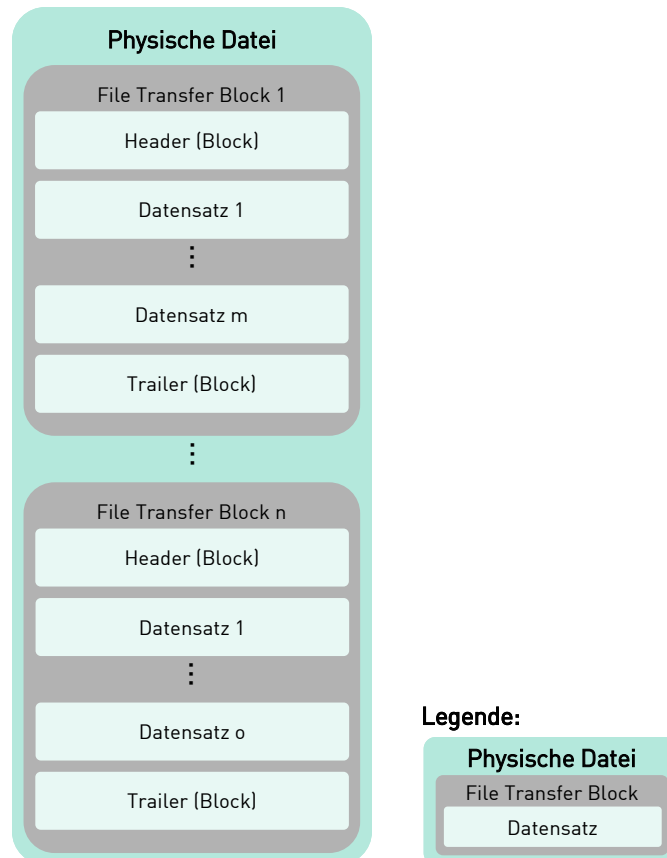 Physische Datei
File Transfer Block 1
Header (Block)
Datensatz 1
⋮
Datensatz m
Trailer (Block)
⋮
File Transfer Block n
Header (Block)
Datensatz 1
⋮
Datensatz o
Trailer (Block)
Legende:
Physische Datei
File Transfer Block
Datensatz